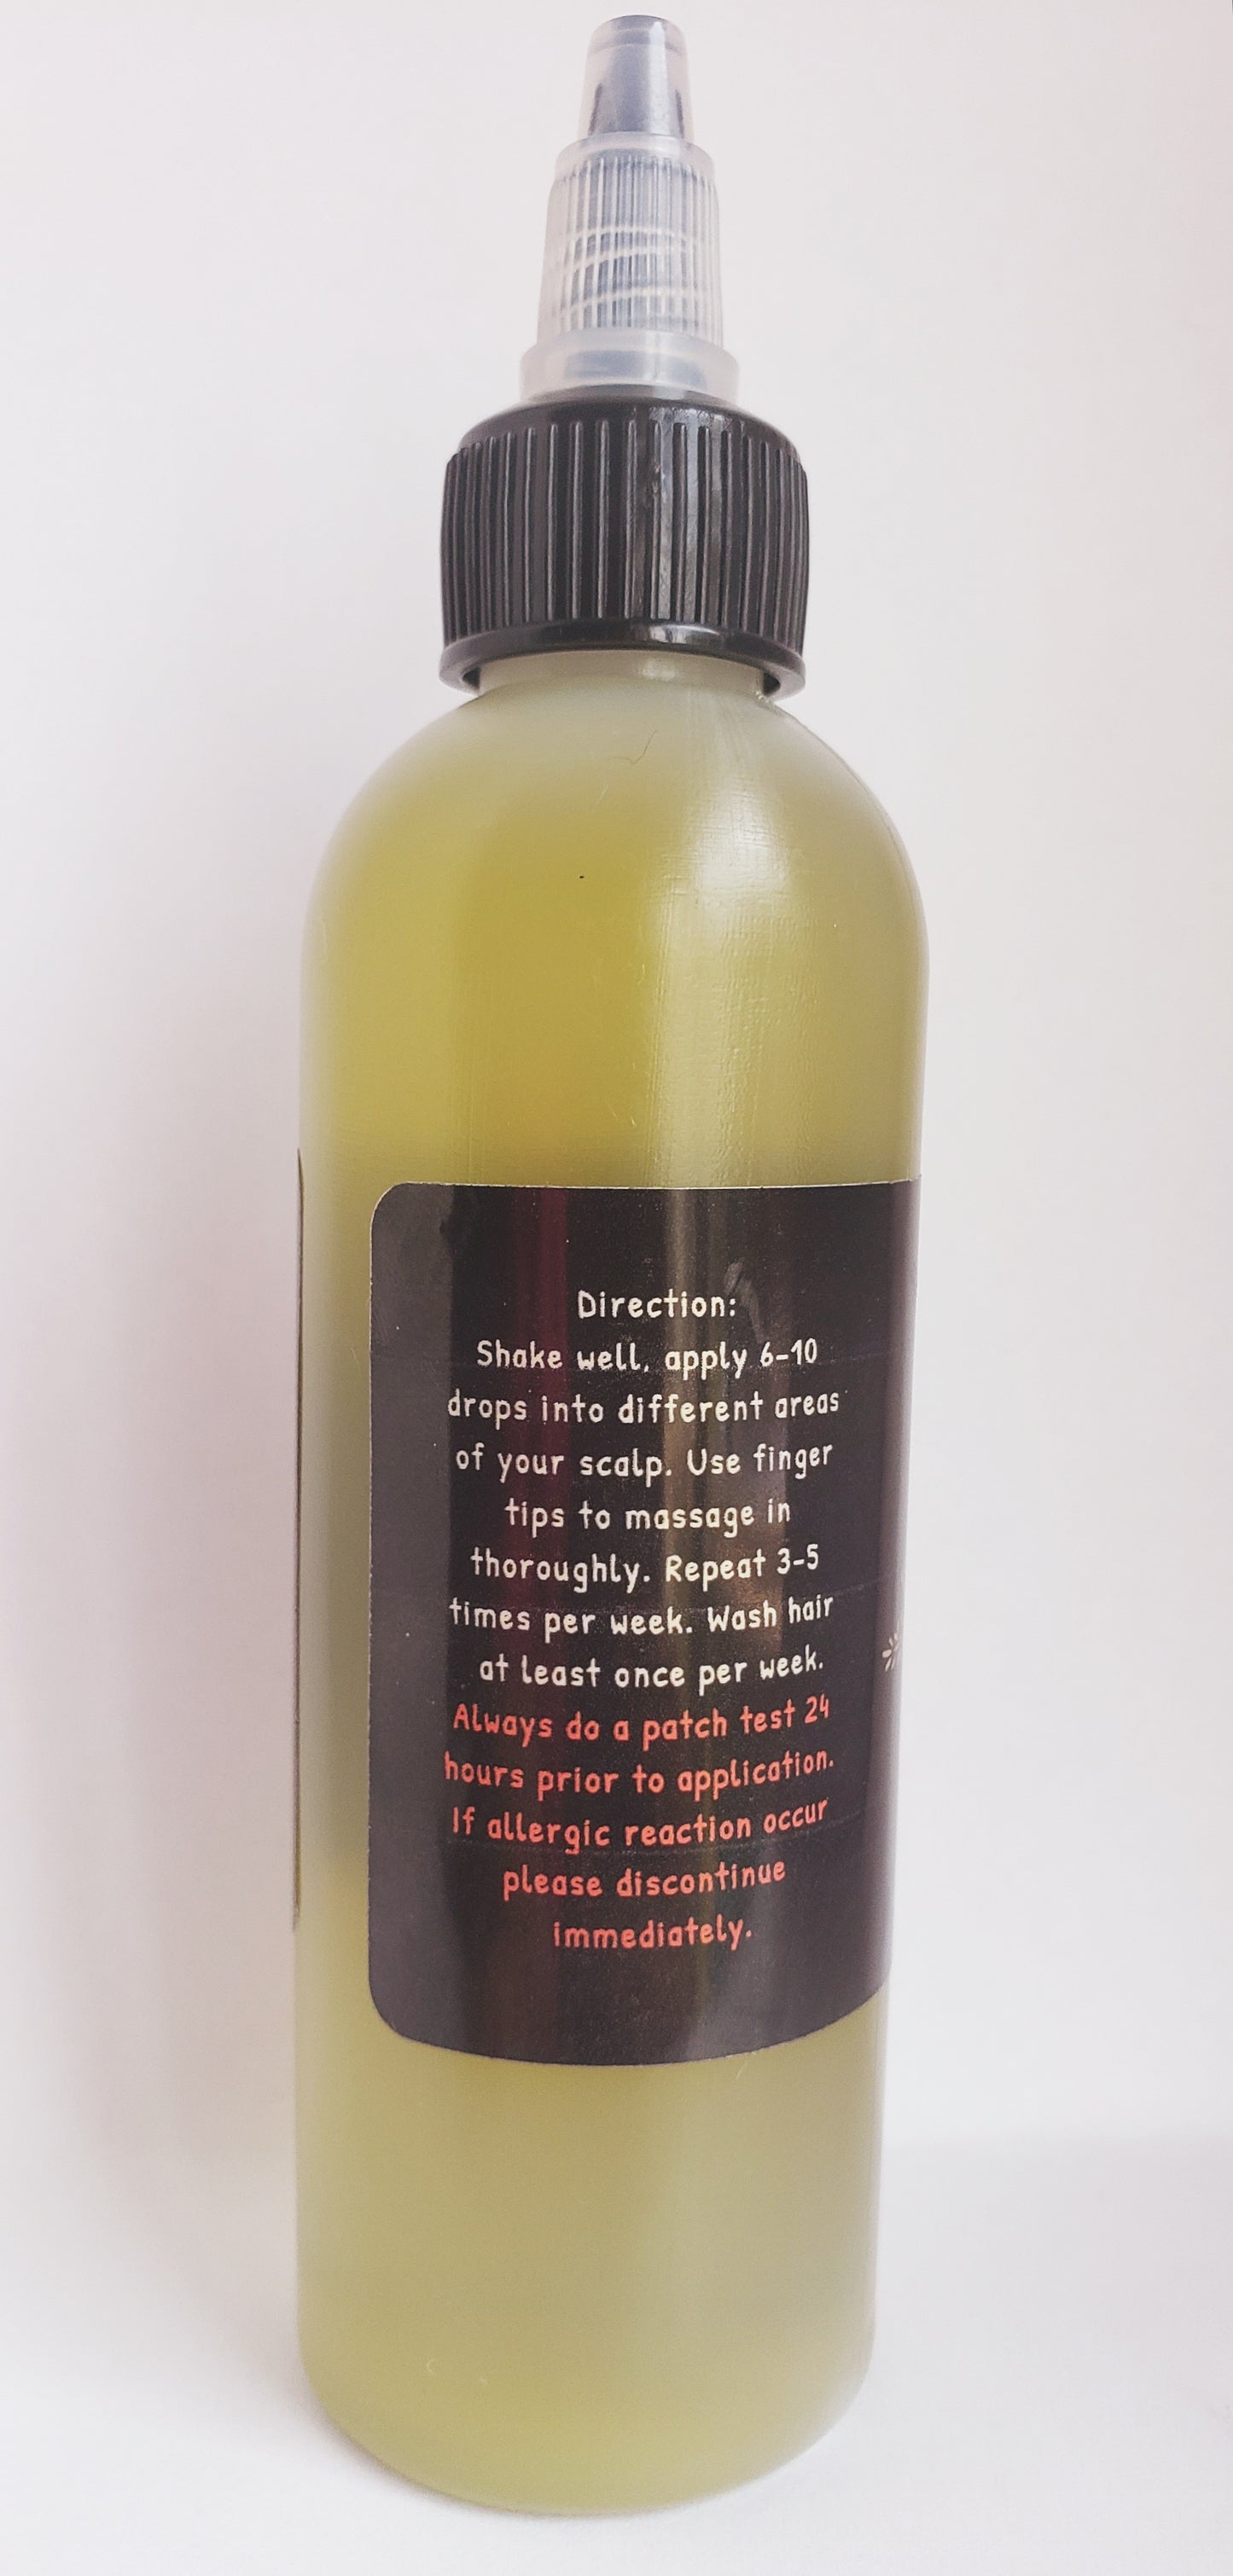 Direction:
Shake well, apply 6-10
drops into different areas
of your scalp. Use finger
tips to massage in
thoroughly. Repeat 3-5
times per week. Wash hair
at least once per week.
Always do a patch test 24
hours prior to application.
If allergic reaction occur
please discontinue
immediately.